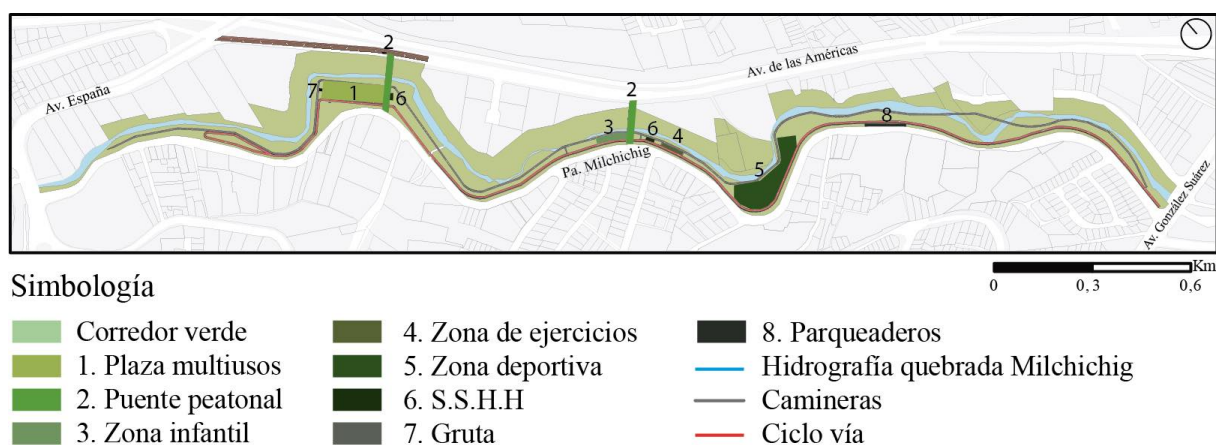 2
Av. de las Américas
Av. España
7
1
6
2
3
6
4
8
5
Pa. Milchichig
Av. González Suárez
Km
0
0,3
0,6
Simbología
Corredor verde
1. Plaza multiusos
2. Puente peatonal
3. Zona infantil
4. Zona de ejercicios
5. Zona deportiva
6. S.S.H.H
7. Gruta
8. Parqueaderos
Hidrografía quebrada Milchichig
Camineras
Ciclo vía